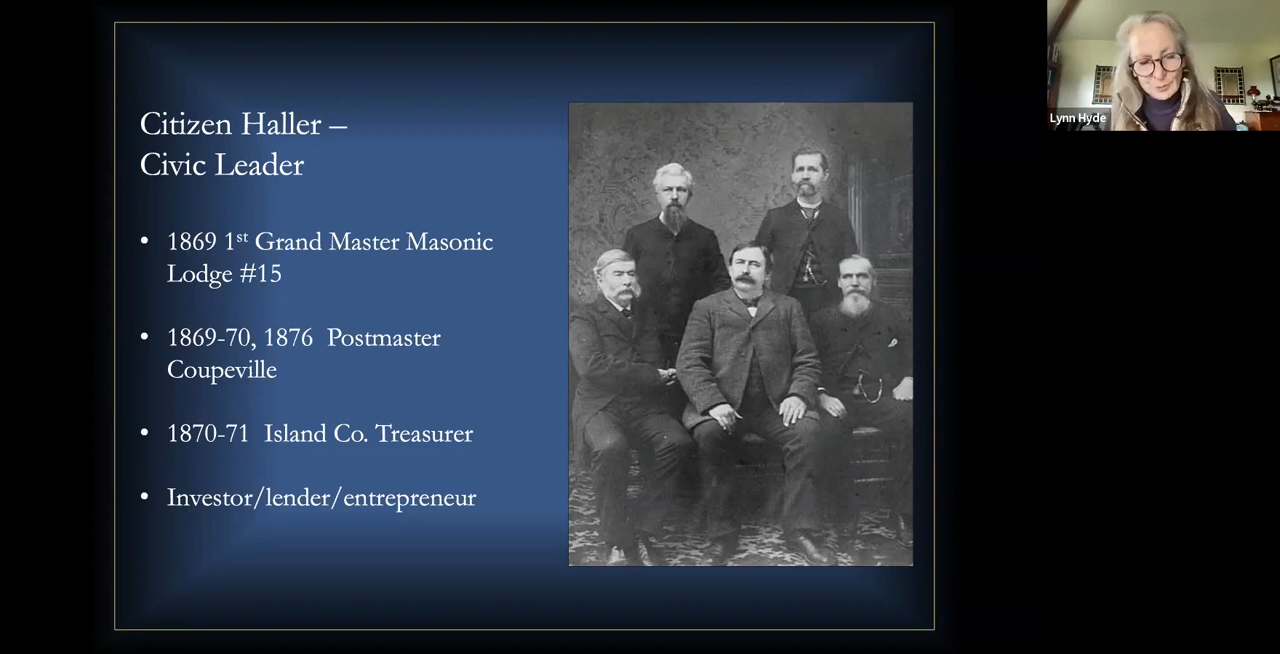 Citizen Haller –
Civic Leader
• 1869 1st Grand Master Masonic
Lodge #15
• 1869-70, 1876  Postmaster
Coupeville
• 1870-71  Island Co. Treasurer
• Investor/lender/entrepreneur
Lynn Hyde